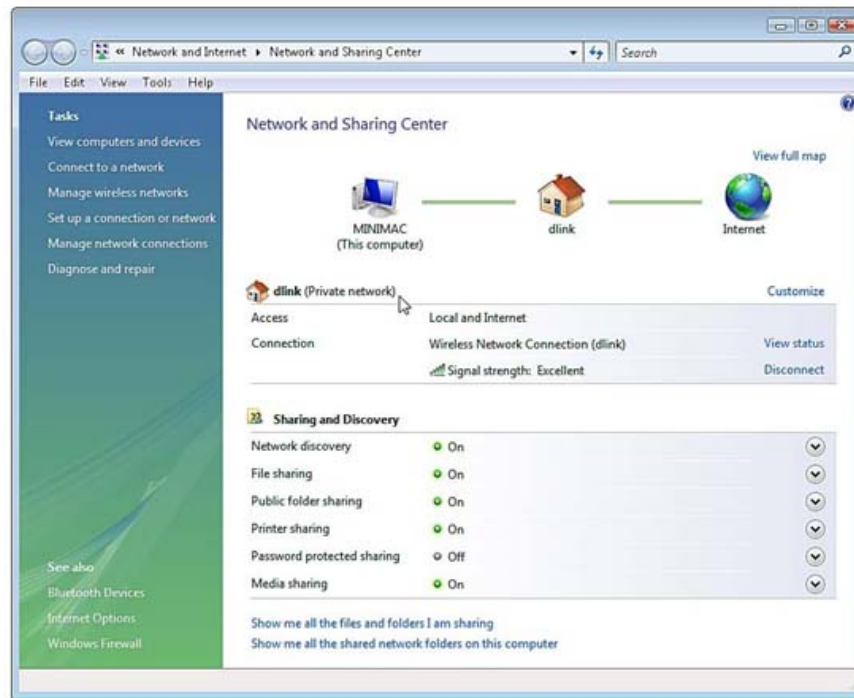 « Network and Internet ▸ Network and Sharing Center
Search
File Edit View Tools Help
Tasks
View computers and devices
Connect to a network
Manage wireless networks
Set up a connection or network
Manage network connections
Diagnose and repair
See also
Bluetooth Devices
Internet Options
Windows Firewall
Network and Sharing Center
View full map
MINIMAC
(This computer)
dlink
Internet
dlink (Private network)
Customize
Access Local and Internet
Connection Wireless Network Connection (dlink) View status
Signal strength: Excellent Disconnect
Sharing and Discovery
Network discovery On
File sharing On
Public folder sharing On
Printer sharing On
Password protected sharing Off
Media sharing On
Show me all the files and folders I am sharing
Show me all the shared network folders on this computer